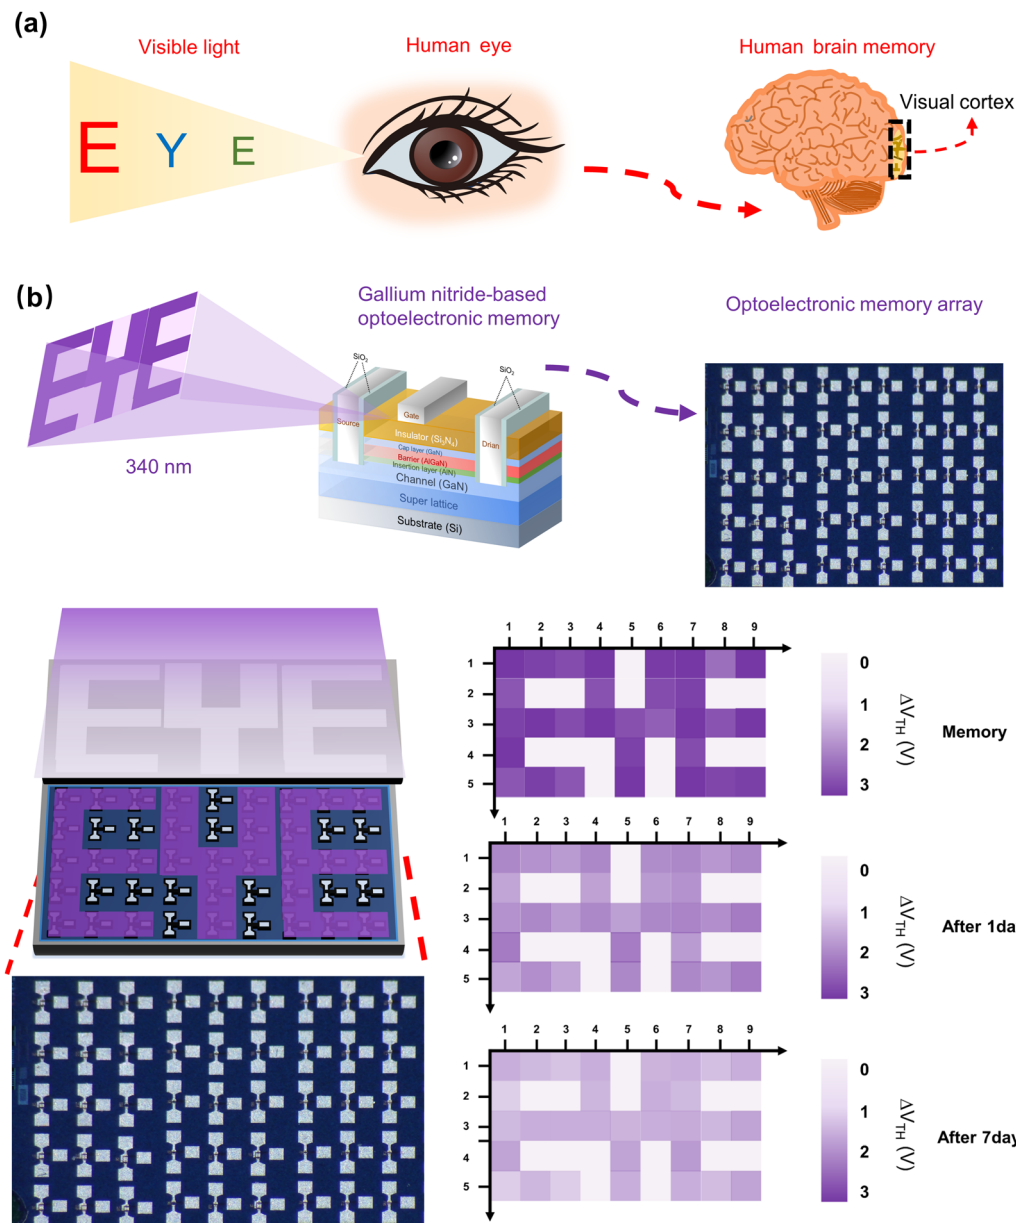 (a)
Visible light
Human eye
Human brain memory
E Y E
Visual cortex
(b)
Gallium nitride-based
optoelectronic memory
Optoelectronic memory array
EYE
340 nm
SiO₂
SiO₂
Source
Gate
Drian
Insulator (Si₃N₄)
Cap layer (GaN)
Barrier (AlGaN)
Insertion layer (AlN)
Channel (GaN)
Super lattice
Substrate (Si)
EYE
1 2 3 4 5 6 7 8 9
1
2
3
4
5
0
1
2
3
ΔV_TH (V)
Memory
1 2 3 4 5 6 7 8 9
1
2
3
4
5
0
1
2
3
ΔV_TH (V)
After 1da
1 2 3 4 5 6 7 8 9
1
2
3
4
5
0
1
2
3
ΔV_TH (V)
After 7day